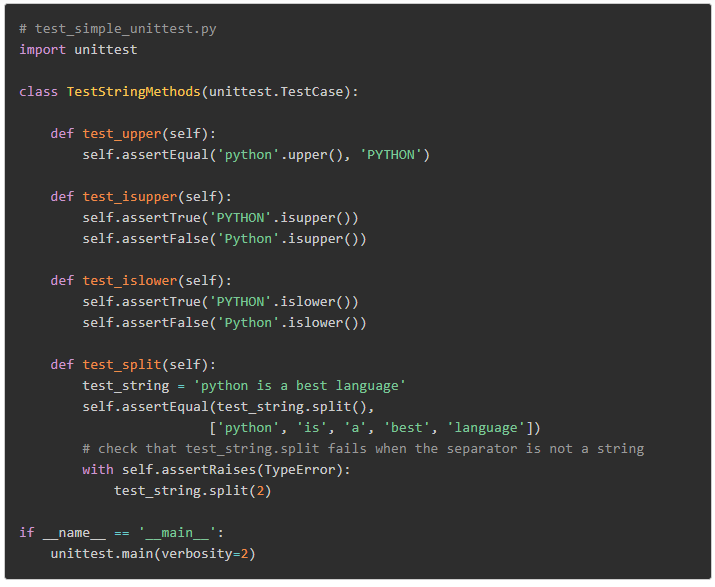 # test_simple_unittest.py
import unittest

class TestStringMethods(unittest.TestCase):

    def test_upper(self):
        self.assertEqual('python'.upper(), 'PYTHON')

    def test_isupper(self):
        self.assertTrue('PYTHON'.isupper())
        self.assertFalse('Python'.isupper())

    def test_islower(self):
        self.assertTrue('PYTHON'.islower())
        self.assertFalse('Python'.islower())

    def test_split(self):
        test_string = 'python is a best language'
        self.assertEqual(test_string.split(),
                        ['python', 'is', 'a', 'best', 'language'])
        # check that test_string.split fails when the separator is not a string
        with self.assertRaises(TypeError):
            test_string.split(2)

if __name__ == '__main__':
    unittest.main(verbosity=2)